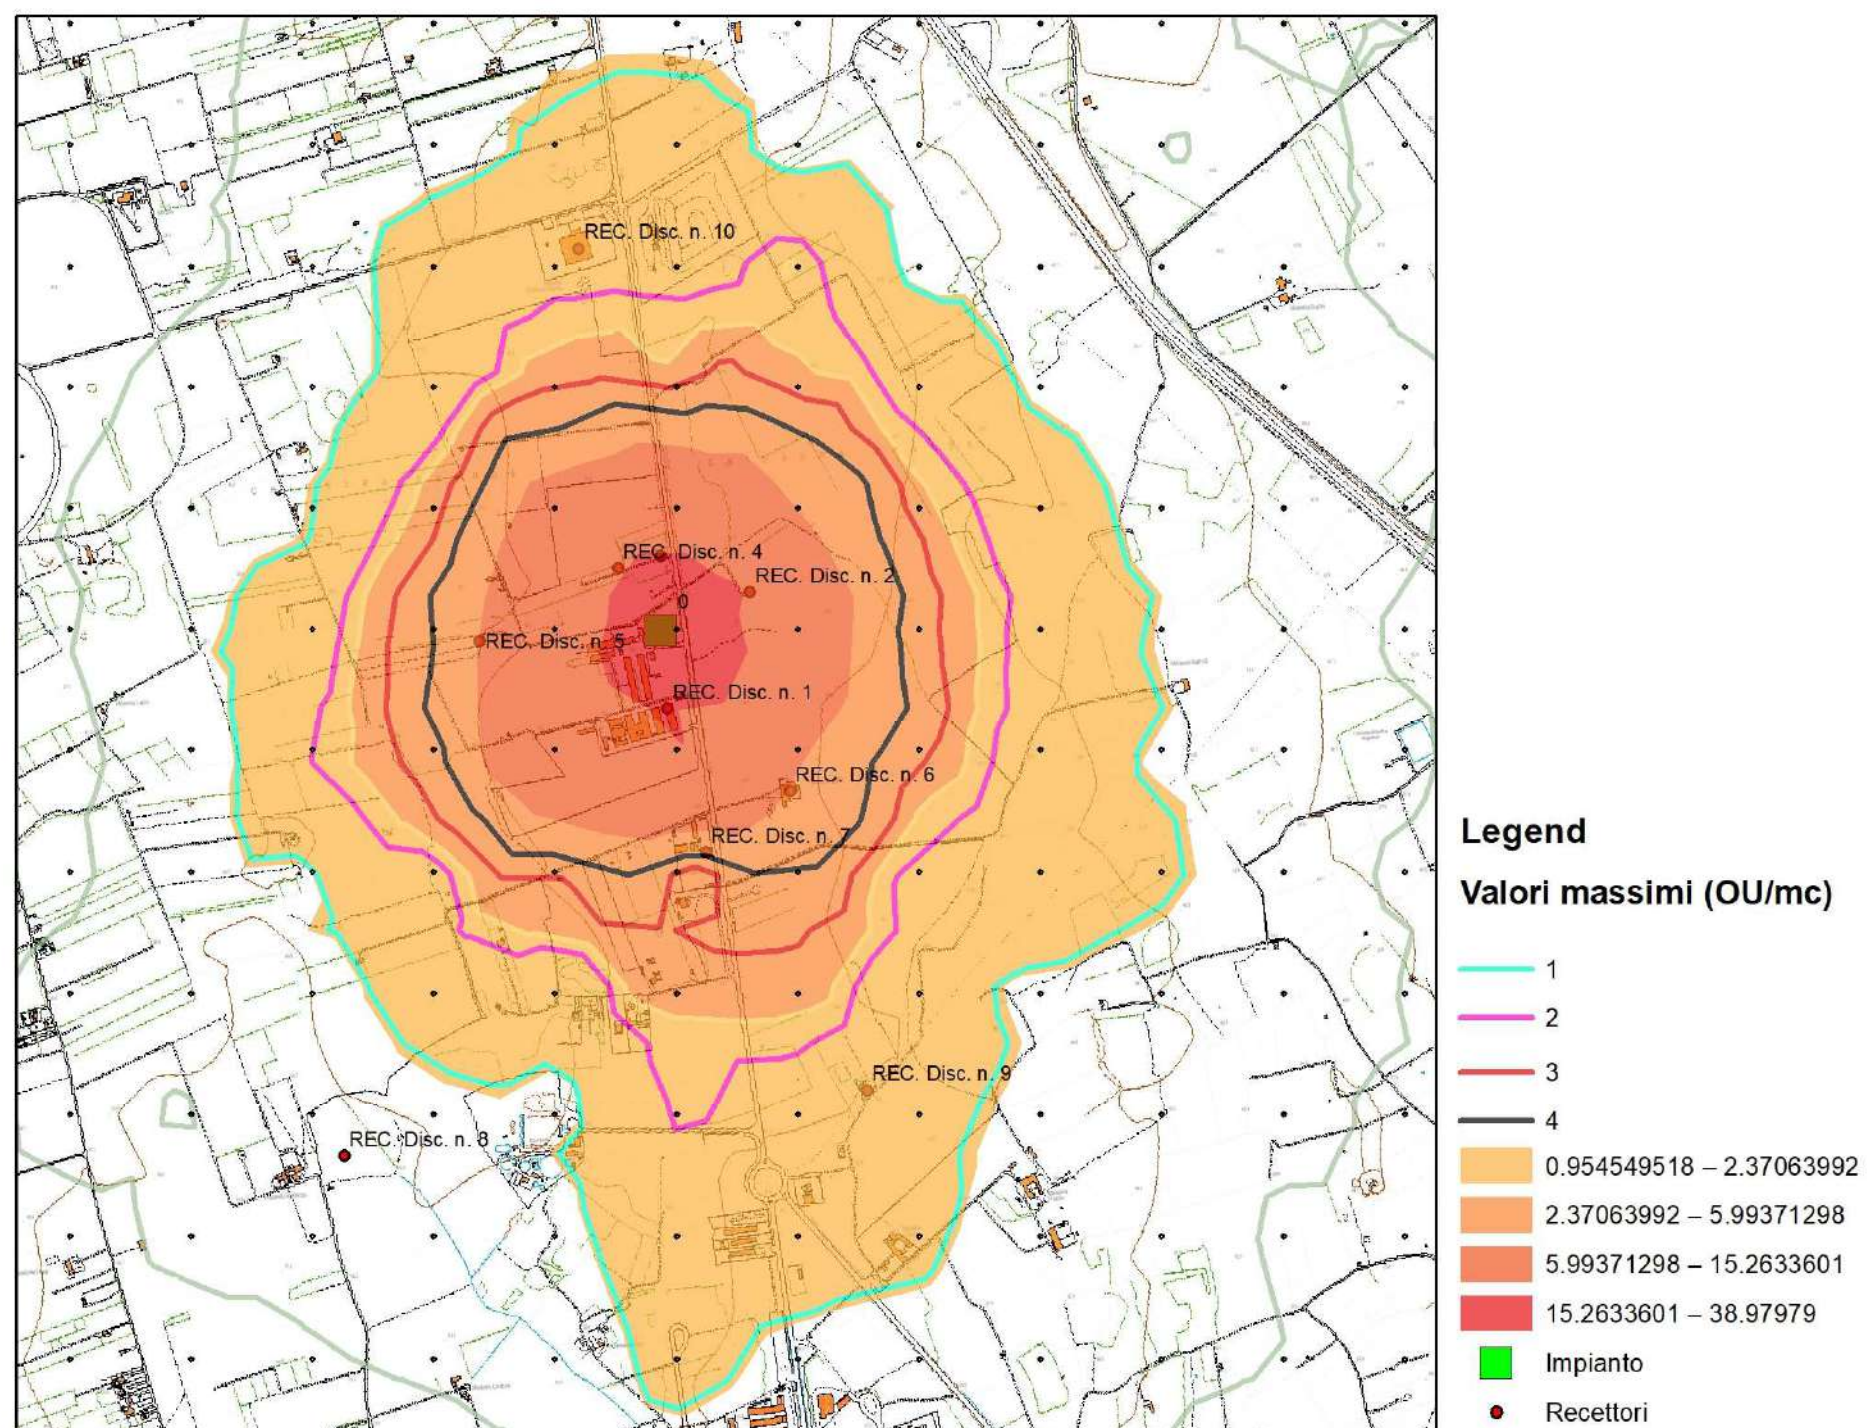 REC. Disc. n. 10
REC. Disc. n. 4
REC. Disc. n. 2
0
REC. Disc. n. 5
REC. Disc. n. 1
REC. Disc. n. 6
REC. Disc. n. 7
REC. Disc. n. 9
REC. Disc. n. 8
Legend
Valori massimi (OU/mc)
1
2
3
4
0.954549518 – 2.37063992
2.37063992 – 5.99371298
5.99371298 – 15.2633601
15.2633601 – 38.97979
Impianto
Recettori